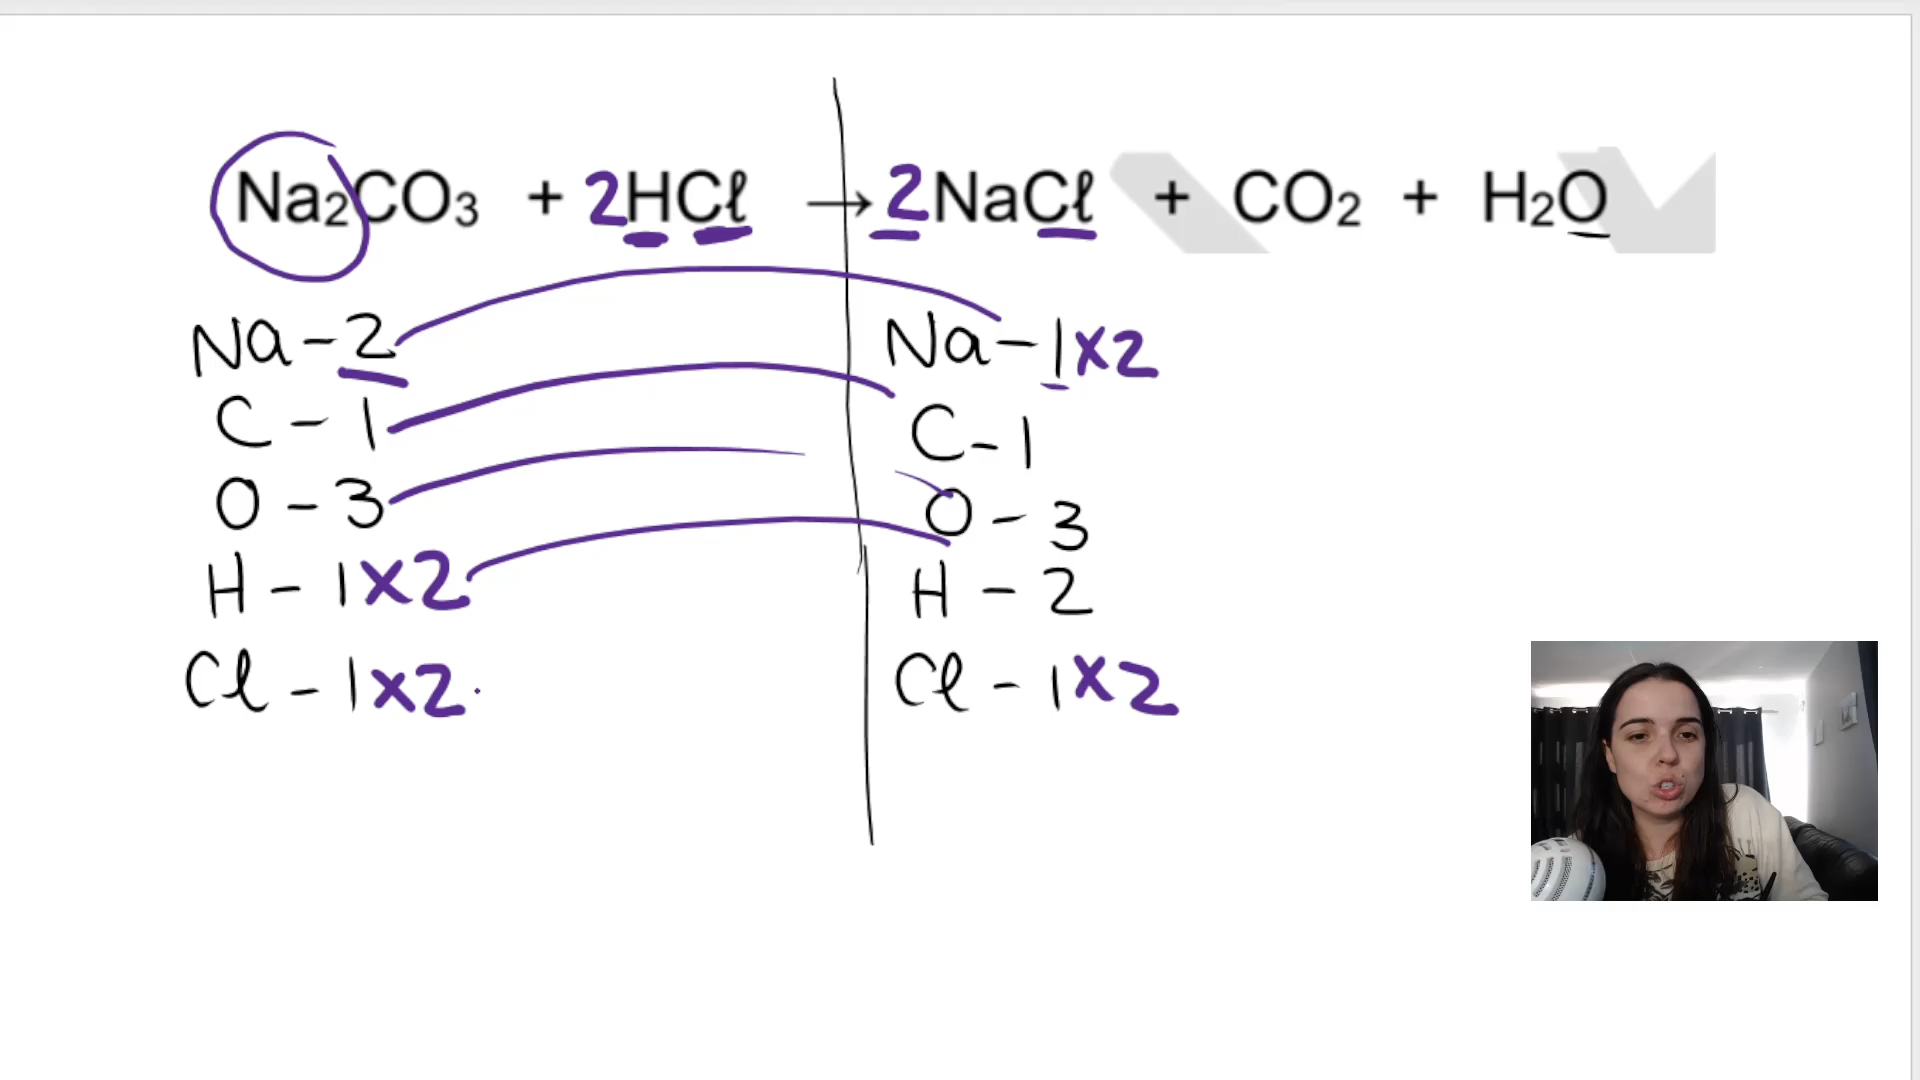 Na₂CO₃ + 2HCℓ → 2NaCℓ + CO₂ + H₂O
Na - 2
C - 1
O - 3
H - 1x2
Cl - 1x2
Na - 1x2
C - 1
O - 3
H - 2
Cl - 1x2